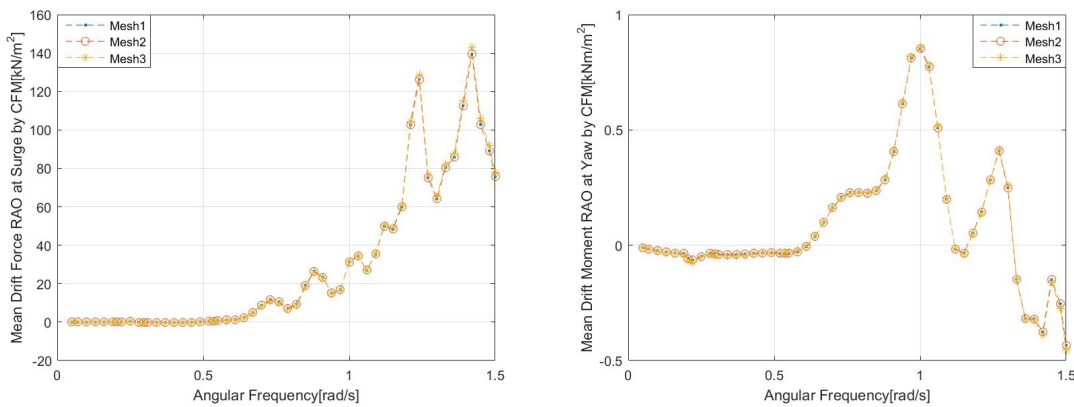 Mean Drift Force RAO at Surge by CFM[kN/m²]
160
140
120
100
80
60
40
20
0
-20
Mesh1
Mesh2
Mesh3
0
0.5
1
1.5
Angular Frequency[rad/s]
Mean Drift Moment RAO at Yaw by CFM[kNm/m²]
1
0.5
0
-0.5
Mesh1
Mesh2
Mesh3
0
0.5
1
1.5
Angular Frequency[rad/s]